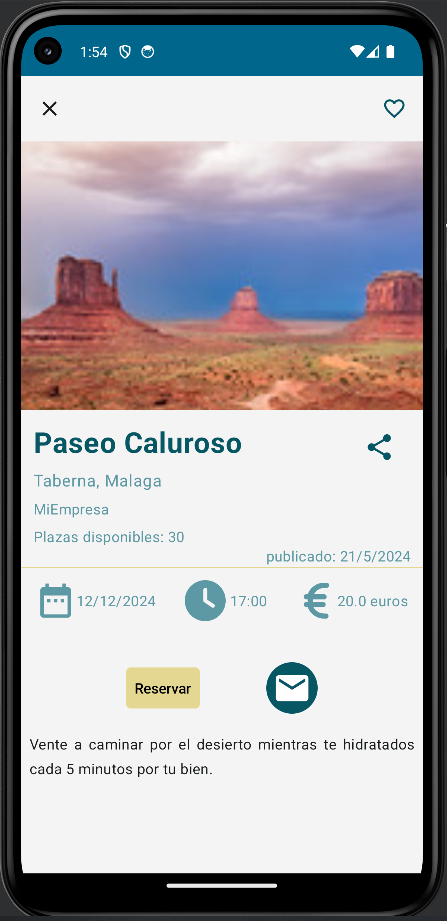 1:54
Paseo Caluroso
Taberna, Malaga
MiEmpresa
Plazas disponibles: 30
publicado: 21/5/2024
12/12/2024 17:00 20.0 euros
Reservar
Vente a caminar por el desierto mientras te hidratados
cada 5 minutos por tu bien.